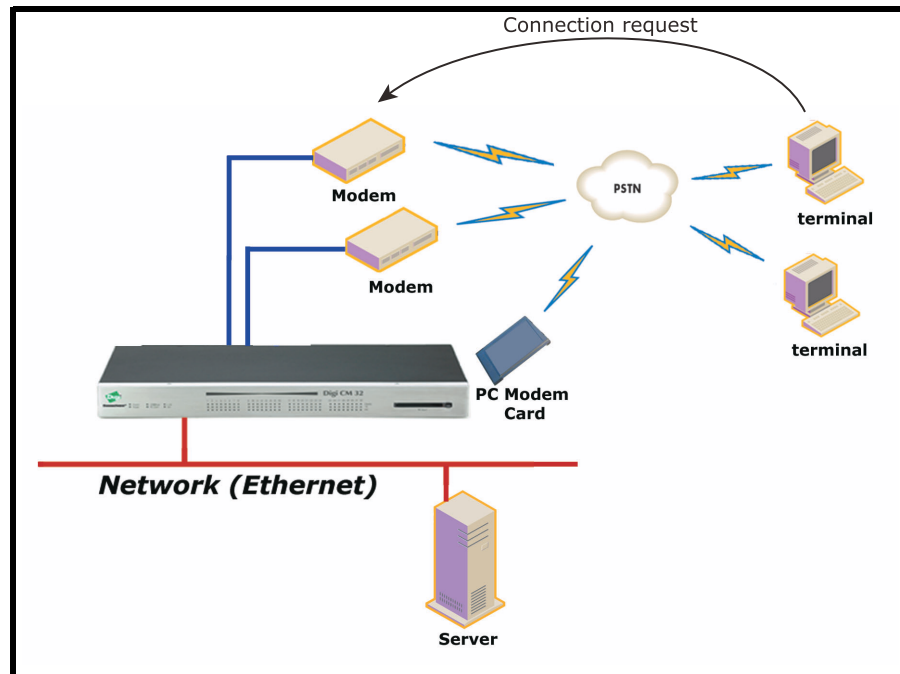 Connection request
Modem
PSTN
terminal
Modem
terminal
Digi CM 32
PC Modem
Card
Network (Ethernet)
Server